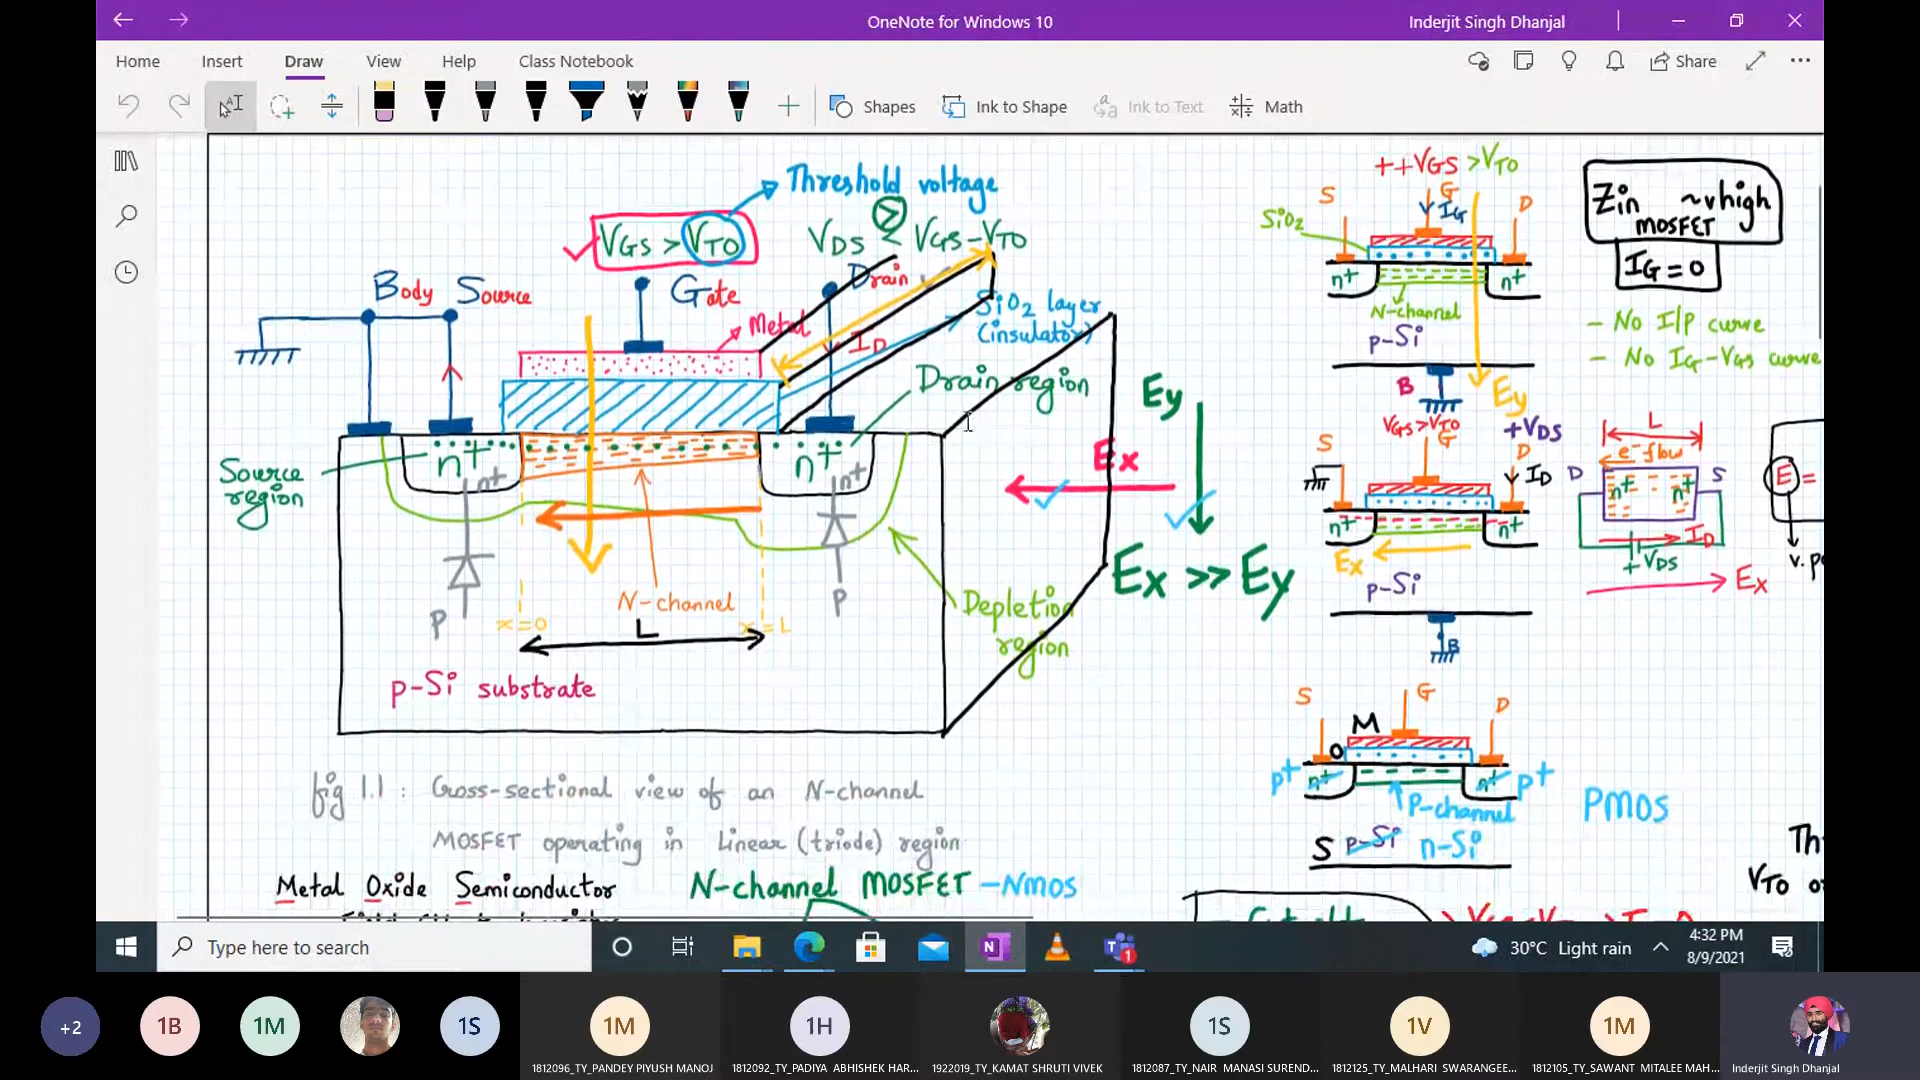 OneNote for Windows 10
Inderjit Singh Dhanjal
Home Insert Draw View Help Class Notebook
Share
Shapes Ink to Shape Ink to Text Math
Threshold voltage
VGS > VTO
VDS < VGS-VTO
>
Body Source Gate Drain
Metal
SiO2 layer
(insulator)
ID
Drain region
Source
region
n+ n+
n+ n+
P P
N-channel
x=0 L x=L
p-Si substrate
Depletion
region
Ey
Ex
Ex >> Ey
fig 1.1: Cross-sectional view of an N-channel
MOSFET operating in Linear (triode) region
Metal Oxide Semiconductor
N-channel MOSFET -NMOS
++VGS >VTO
S G D
IG
SiO2
n+ n+
N-channel
p-Si
B
Ey
Zin MOSFET ~vhigh
IG = 0
- No I/P curve
- No IG-VGS curve
VGS>VTO +VDS
S G D
ID
n+ n+
Ex
p-Si
B
L
e- flow
D n+ n+ S
ID
+VDS
Ex
E =
v.p
S G D
M
O
p+ n+ n+ p+
P-channel
S p-Si n-Si
PMOS
Th
VTO o
Type here to search
30°C Light rain
4:32 PM
8/9/2021
1
+2 1B 1M 1S 1M 1H 1S 1V 1M
1812096_TY_PANDEY PIYUSH MANOJ
1812092_TY_PADIYA ABHISHEK HAR...
1922019_TY_KAMAT SHRUTI VIVEK
1812087_TY_NAIR MANASI SUREND...
1812125_TY_MALHARI SWARANGEE...
1812105_TY_SAWANT MITALEE MAH...
Inderjit Singh Dhanjal